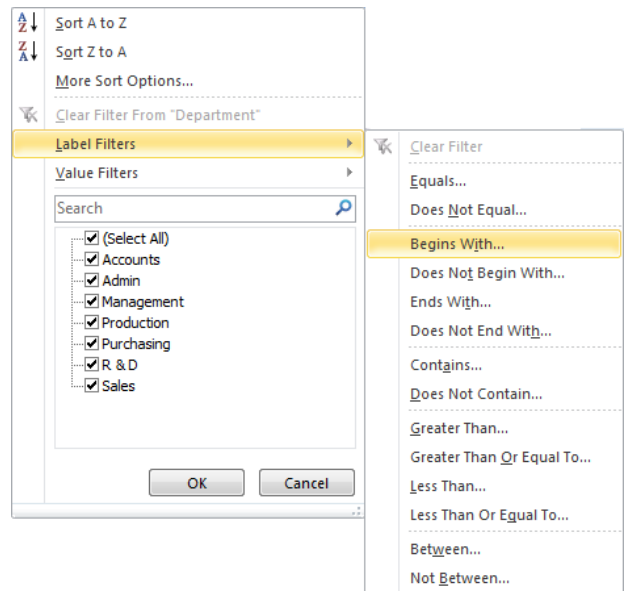 Sort A to Z
Sort Z to A
More Sort Options...
Clear Filter From "Department"
Label Filters
Value Filters
Search
(Select All)
Accounts
Admin
Management
Production
Purchasing
R & D
Sales
OK
Cancel
Clear Filter
Equals...
Does Not Equal...
Begins With...
Does Not Begin With...
Ends With...
Does Not End With...
Contains...
Does Not Contain...
Greater Than...
Greater Than Or Equal To...
Less Than...
Less Than Or Equal To...
Between...
Not Between...